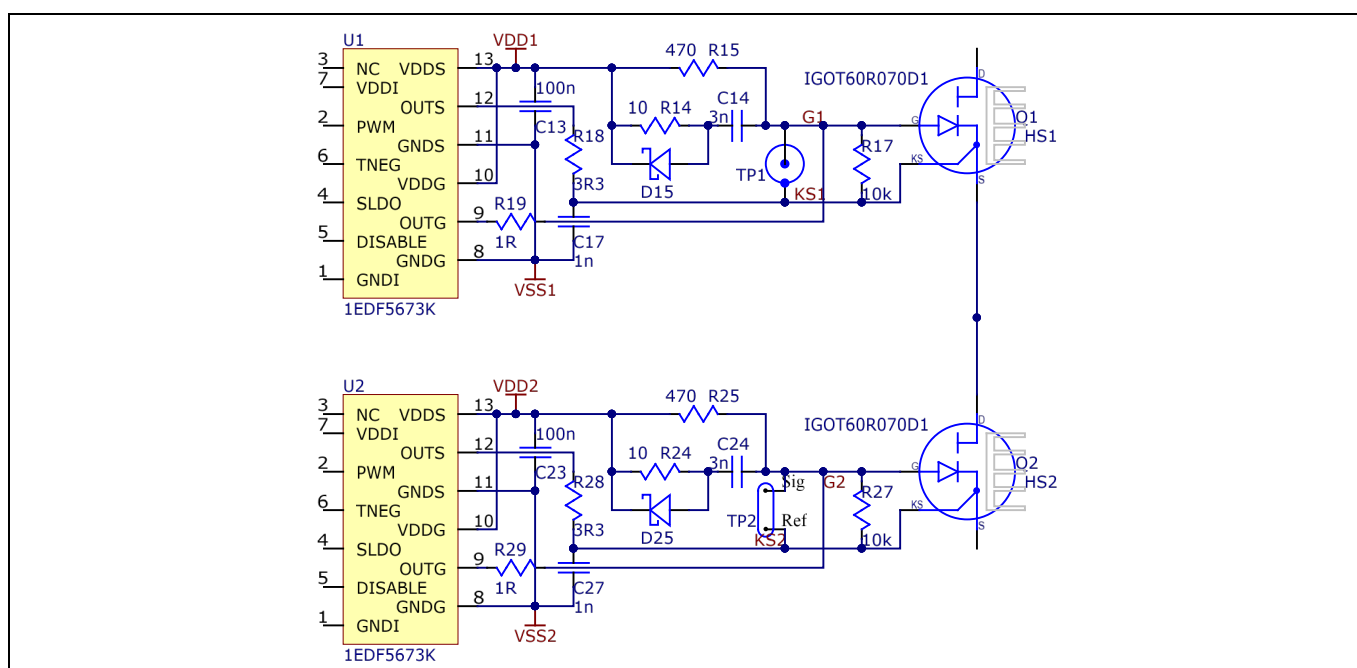 U1
VDD1
3 NC VDDS 13
7 VDDI
OUTS 12
2 PWM
GNDS 11
6 TNEG
VDDG 10
4 SLDO
OUTG 9
5 DISABLE
GNDG 8
1 GNDI
1EDF5673K
100n
C13
R18
3R3
R19
1R
C17
1n
VSS1
470 R15
10 R14
C14
3n
D15
G1
TP1
KS1
R17
10k
IGOT60R070D1
D
G
KS
S
Q1
HS1
U2
VDD2
3 NC VDDS 13
7 VDDI
OUTS 12
2 PWM
GNDS 11
6 TNEG
VDDG 10
4 SLDO
OUTG 9
5 DISABLE
GNDG 8
1 GNDI
1EDF5673K
100n
C23
R28
3R3
R29
1R
C27
1n
VSS2
470 R25
10 R24
C24
3n
D25
Sig
G2
TP2
Ref
KS2
R27
10k
IGOT60R070D1
D
G
KS
S
Q2
HS2